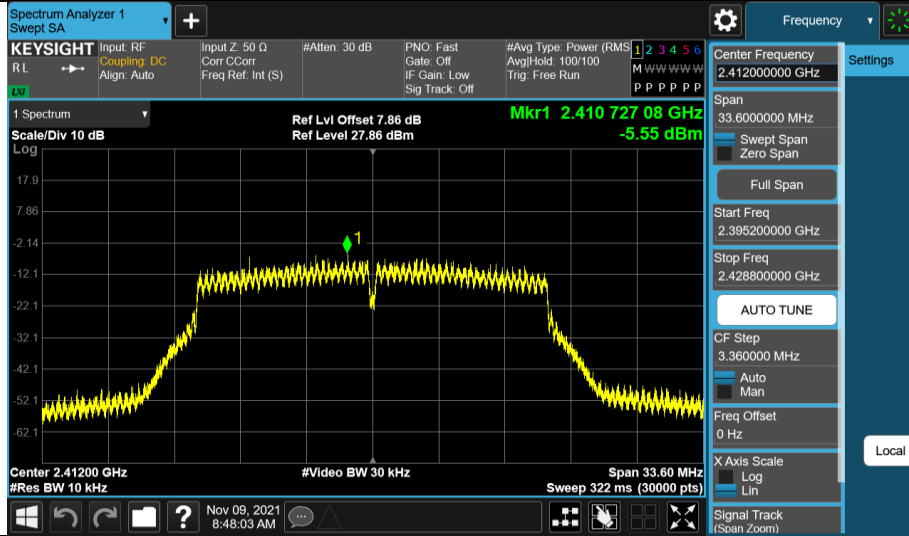 Spectrum Analyzer 1
Swept SA
+
Frequency
KEYSIGHT
R L
LXI
Input: RF
Coupling: DC
Align: Auto
Input Z: 50 Ω
Corr CCorr
Freq Ref: Int (S)
#Atten: 30 dB
PNO: Fast
Gate: Off
IF Gain: Low
Sig Track: Off
#Avg Type: Power (RMS
Avg|Hold: 100/100
Trig: Free Run
1 2 3 4 5 6
M W W W W W
P P P P P P
1 Spectrum
Scale/Div 10 dB
Log
Ref Lvl Offset 7.86 dB
Ref Level 27.86 dBm
Mkr1 2.410 727 08 GHz
-5.55 dBm
17.9
7.86
-2.14
-12.1
-22.1
-32.1
-42.1
-52.1
-62.1
1
Center 2.41200 GHz
#Res BW 10 kHz
#Video BW 30 kHz
Span 33.60 MHz
Sweep 322 ms (30000 pts)
Nov 09, 2021
8:48:03 AM
?
Center Frequency
2.412000000 GHz
Span
33.6000000 MHz
Swept Span
Zero Span
Full Span
Start Freq
2.395200000 GHz
Stop Freq
2.428800000 GHz
AUTO TUNE
CF Step
3.360000 MHz
Auto
Man
Freq Offset
0 Hz
X Axis Scale
Log
Lin
Signal Track
(Span Zoom)
Settings
Local